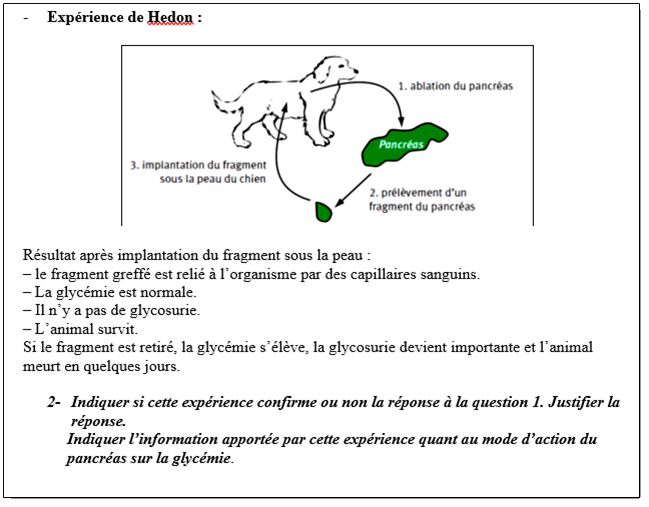 - Expérience de Hedon :
1. ablation du pancréas
Pancréas
3. implantation du fragment
sous la peau du chien
2. prélèvement d'un
fragment du pancréas
Résultat après implantation du fragment sous la peau :
– le fragment greffé est relié à l'organisme par des capillaires sanguins.
– La glycémie est normale.
– Il n'y a pas de glycosurie.
– L'animal survit.
Si le fragment est retiré, la glycémie s'élève, la glycosurie devient importante et l'animal
meurt en quelques jours.
2- Indiquer si cette expérience confirme ou non la réponse à la question 1. Justifier la
réponse.
Indiquer l'information apportée par cette expérience quant au mode d'action du
pancréas sur la glycémie.